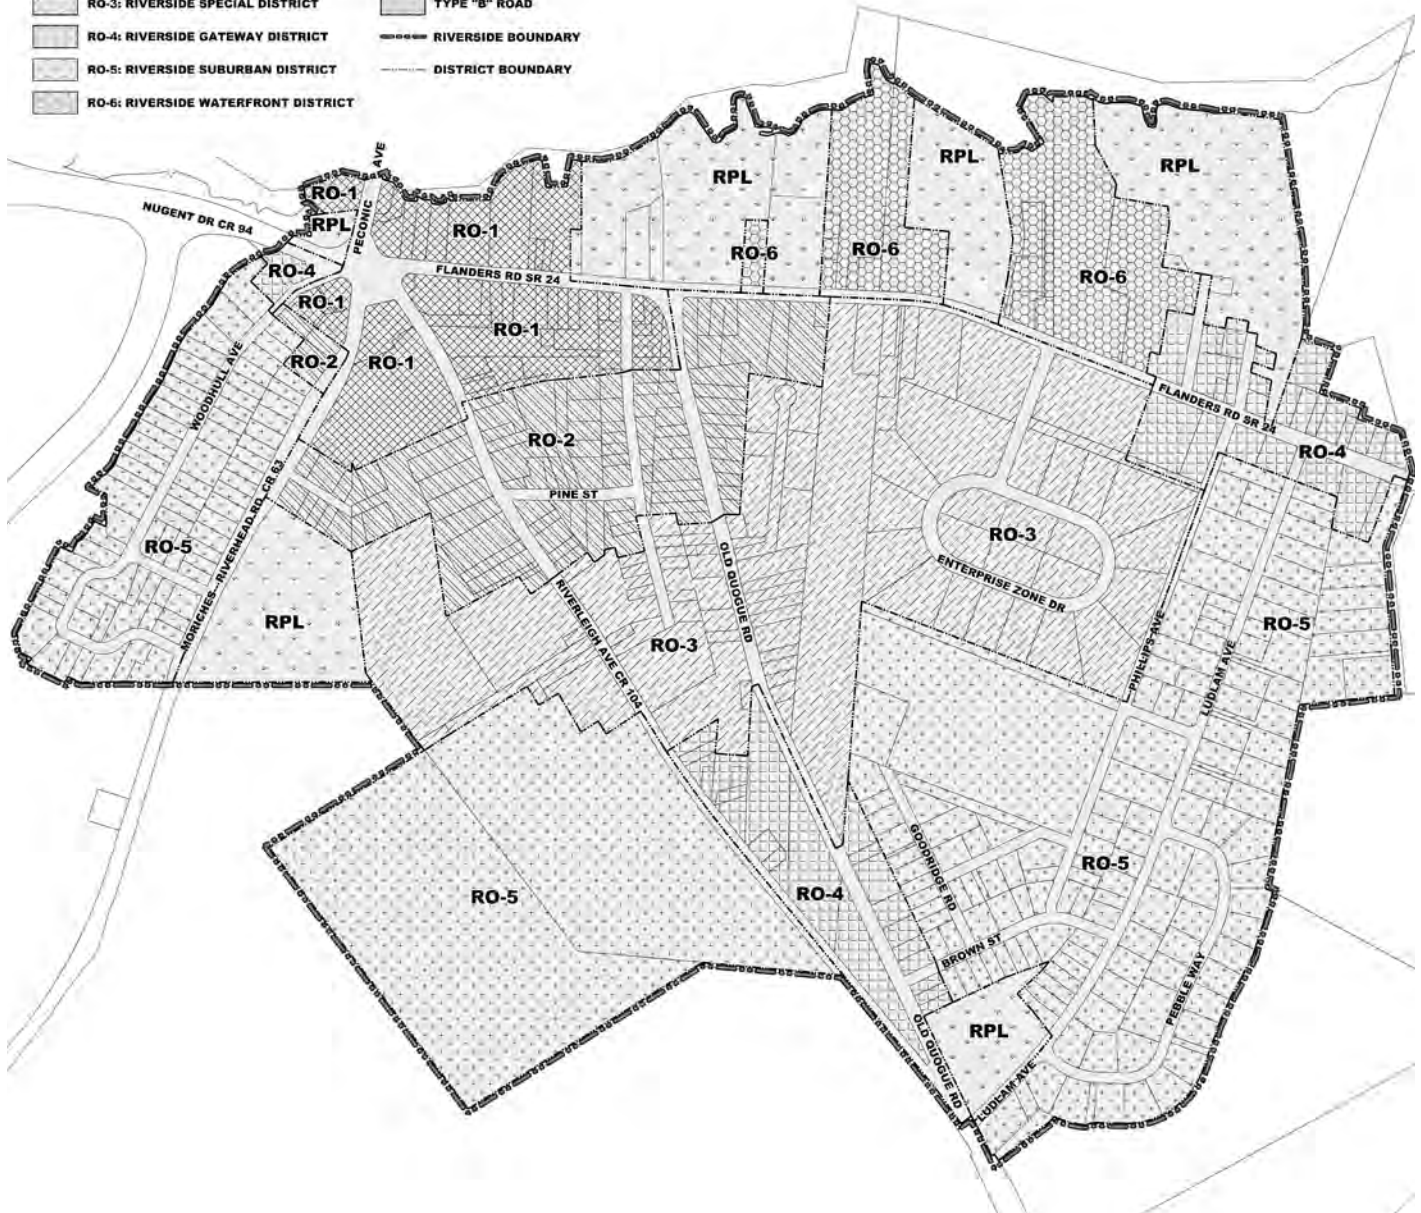 RO-3: RIVERSIDE SPECIAL DISTRICT
TYPE "B" ROAD
RO-4: RIVERSIDE GATEWAY DISTRICT
RIVERSIDE BOUNDARY
RO-5: RIVERSIDE SUBURBAN DISTRICT
DISTRICT BOUNDARY
RO-6: RIVERSIDE WATERFRONT DISTRICT
PECONIC AVE
RO-1
RPL
NUGENT DR CR 94
RO-1
RPL
RPL
RPL
RO-4
RO-6
RO-6
RO-6
FLANDERS RD SR 24
RO-1
RO-1
RO-2
RO-1
WOODHULL AVE
FLANDERS RD SR 24
RO-2
RO-4
PINE ST
MORICHES - RIVERHEAD RD. CR 63
RO-5
RO-3
ENTERPRISE ZONE DR
OLD QUOGUE RD
RPL
RIVERLEIGH AVE CR 104
RO-3
RO-5
PHILLIPS AVE
LUDLAM AVE
GOODRIDGE RD
RO-5
RO-5
RO-4
BROWN ST
PEBBLE WAY
RPL
OLD QUOGUE RD
LUDLAM AVE